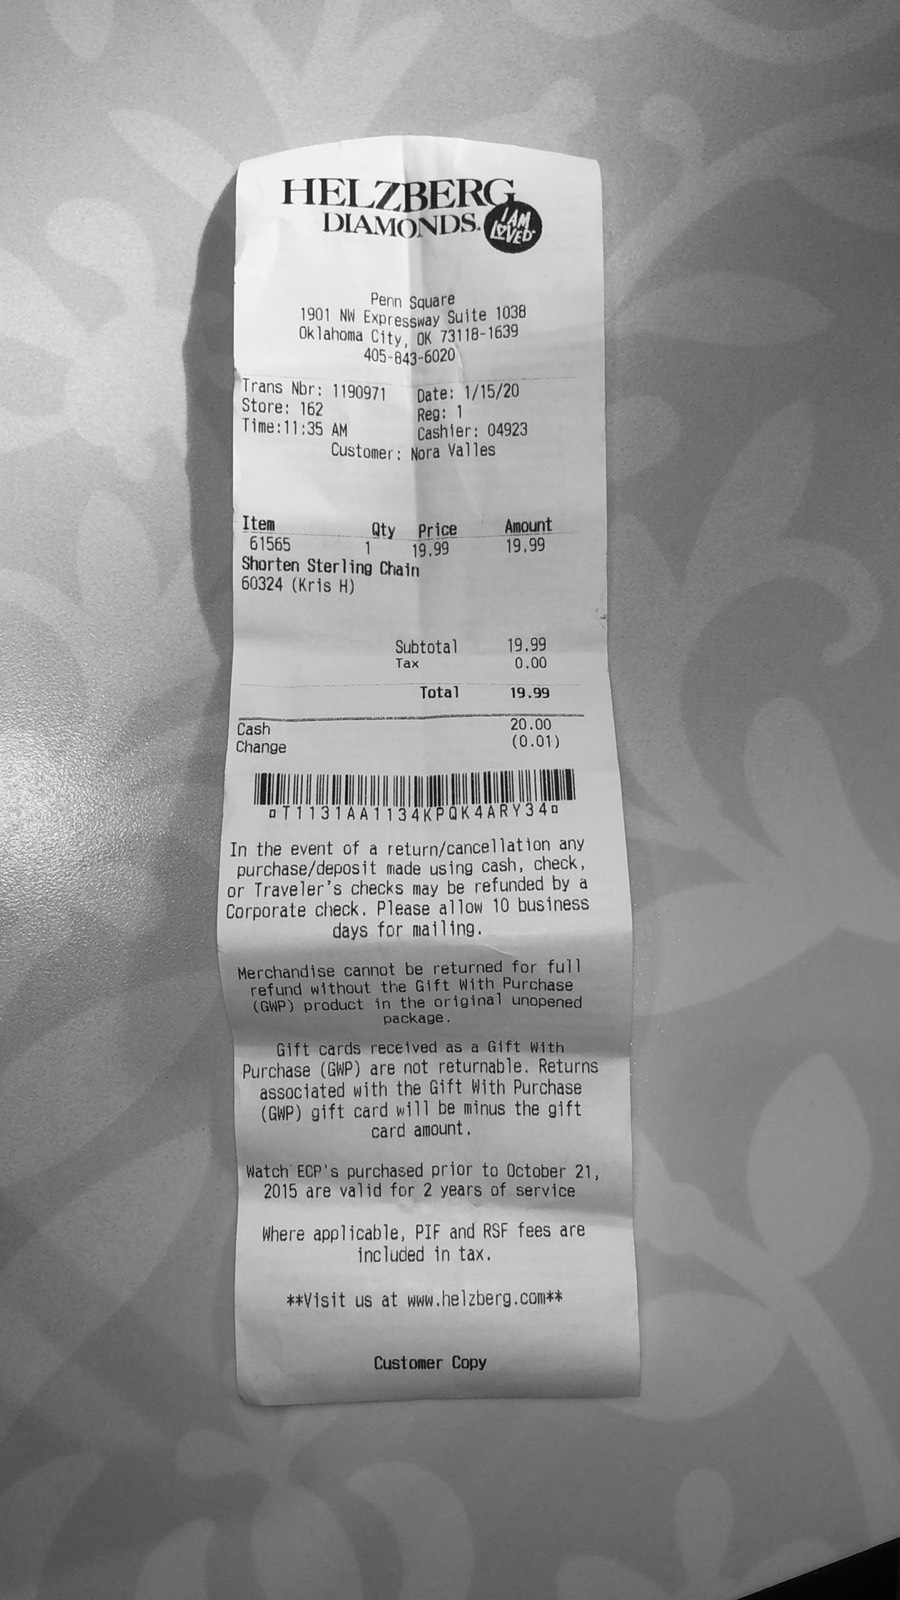 HELZBERG
DIAMONDS.
I AM
LOVED
Penn Square
1901 NW Expressway Suite 1038
Oklahoma City, OK 73118-1639
405-843-6020
Trans Nbr: 1190971 Date: 1/15/20
Store: 162 Reg: 1
Time:11:35 AM Cashier: 04923
Customer: Nora Valles
Item Qty Price Amount
61565 1 19.99 19.99
Shorten Sterling Chain
60324 (Kris H)
Subtotal 19.99
Tax 0.00
Total 19.99
Cash 20.00
Change (0.01)
¤T1131AA1134KPQK4ARY34¤
In the event of a return/cancellation any
purchase/deposit made using cash, check,
or Traveler's checks may be refunded by a
Corporate check. Please allow 10 business
days for mailing.
Merchandise cannot be returned for full
refund without the Gift With Purchase
(GWP) product in the original unopened
package.
Gift cards received as a Gift With
Purchase (GWP) are not returnable. Returns
associated with the Gift With Purchase
(GWP) gift card will be minus the gift
card amount.
Watch ECP's purchased prior to October 21,
2015 are valid for 2 years of service
Where applicable, PIF and RSF fees are
included in tax.
**Visit us at www.helzberg.com**
Customer Copy